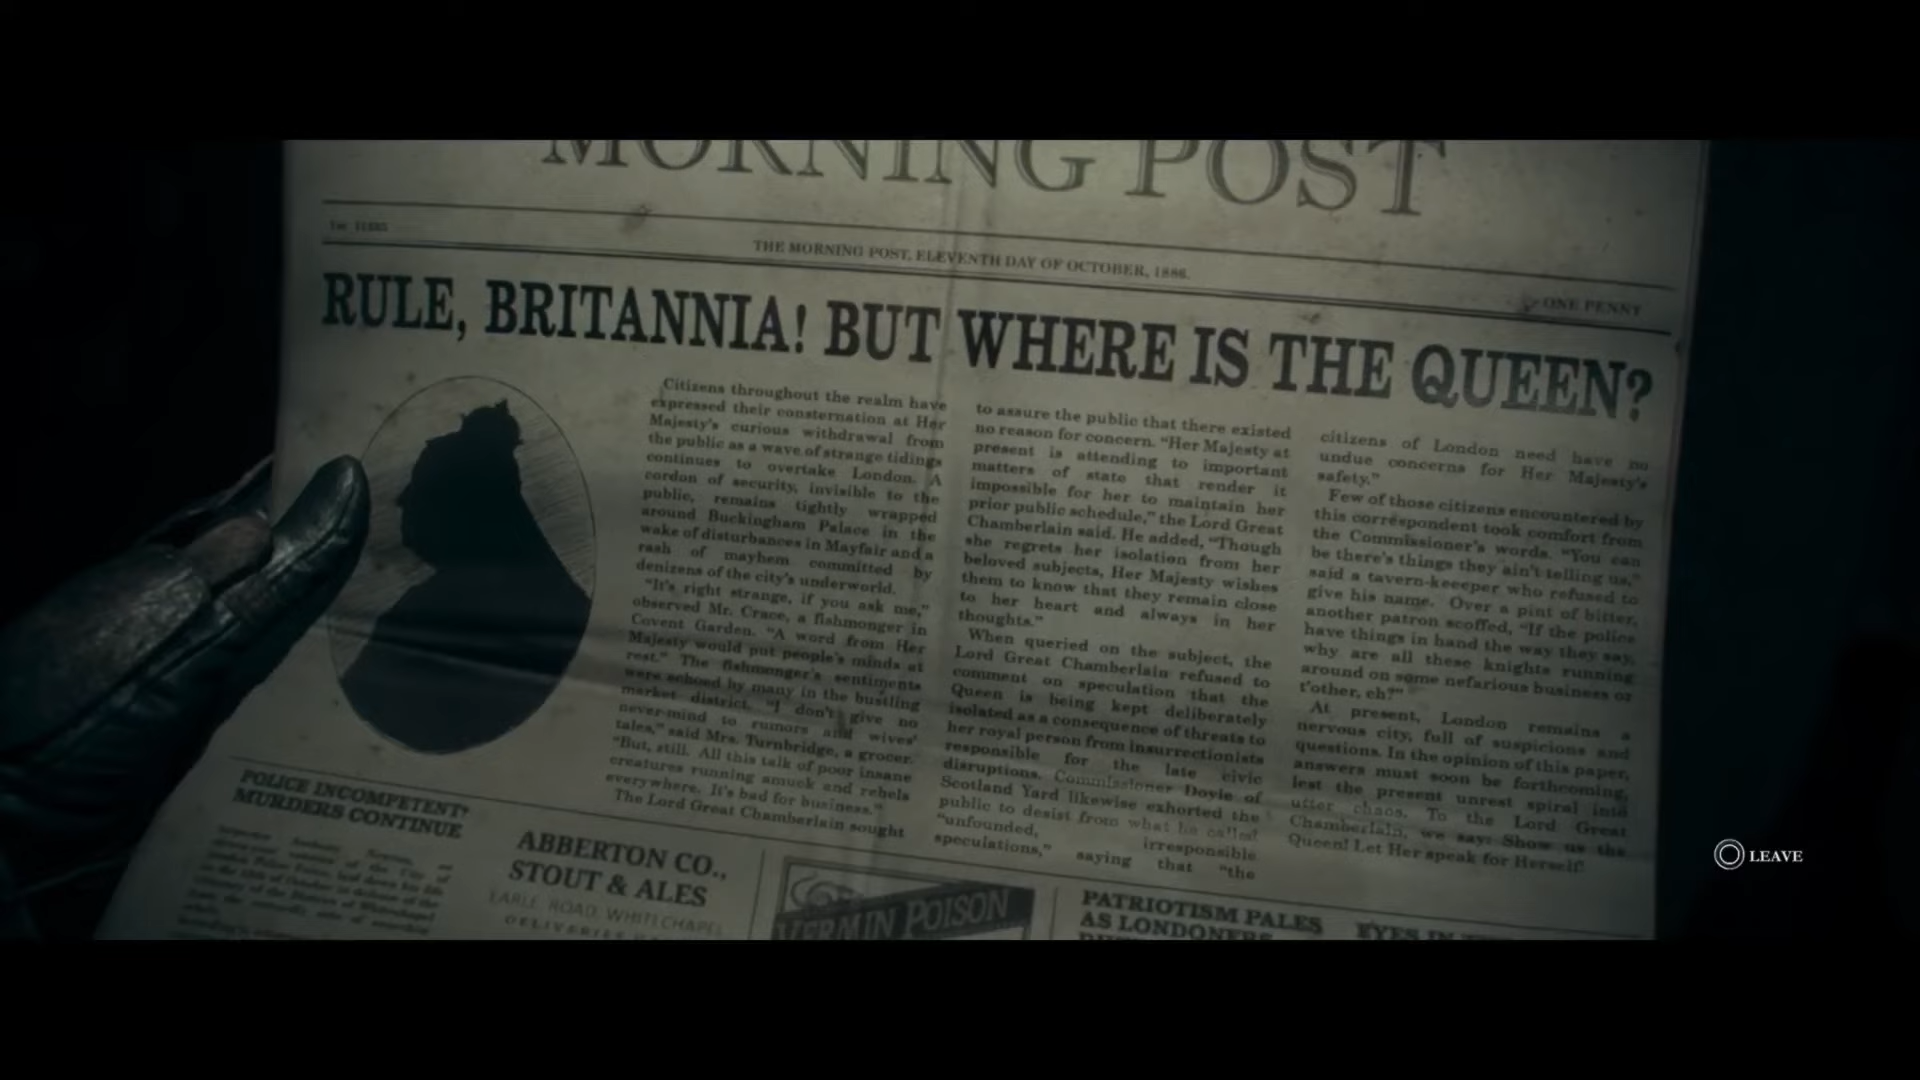 MORNING POST
THE MORNING POST, ELEVENTH DAY OF OCTOBER, 1886.
ONE PENNY
RULE, BRITANNIA! BUT WHERE IS THE QUEEN?
Citizens throughout the realm have
expressed their consternation at Her
Majesty's curious withdrawal from
the public as a wave of strange tidings
continues to overtake London. A
cordon of security, invisible to the
public, remains tightly wrapped
around Buckingham Palace in the
wake of disturbances in Mayfair and a
rash of mayhem committed by
denizens of the city's underworld.
"It's right strange, if you ask me,"
observed Mr. Crace, a fishmonger in
Covent Garden. "A word from Her
Majesty would put people's minds at
rest." The fishmonger's sentiments
were echoed by many in the bustling
market district. "I don't give no
never-mind to rumors and wives'
tales," said Mrs. Turnbridge, a grocer.
"But, still. All this talk of poor insane
creatures running amuck and rebels
everywhere. It's bad for business."
The Lord Great Chamberlain sought
to assure the public that there existed
no reason for concern. "Her Majesty at
present is attending to important
matters of state that render it
impossible for her to maintain her
prior public schedule," the Lord Great
Chamberlain said. He added, "Though
she regrets her isolation from her
beloved subjects, Her Majesty wishes
them to know that they remain close
to her heart and always in her
thoughts."
When queried on the subject, the
Lord Great Chamberlain refused to
comment on speculation that the
Queen is being kept deliberately
isolated as a consequence of threats to
her royal person from insurrectionists
responsible for the late civic
disruptions. Commissioner Doyle of
Scotland Yard likewise exhorted the
public to desist from what he called
"unfounded, irresponsible
speculations," saying that "the
citizens of London need have no
undue concerns for Her Majesty's
safety."
Few of those citizens encountered by
this correspondent took comfort from
the Commissioner's words. "You can
be there's things they ain't telling us,"
said a tavern-keeeper who refused to
give his name. Over a pint of bitter,
another patron scoffed, "If the police
have things in hand the way they say,
why are all these knights running
around on some nefarious business or
t'other, eh?"
At present, London remains a
nervous city, full of suspicions and
questions. In the opinion of this paper,
answers must soon be forthcoming,
lest the present unrest spiral into
utter chaos. To the Lord Great
Chamberlain, we say: Show us the
Queen! Let Her speak for Herself!
POLICE INCOMPETENT?
MURDERS CONTINUE
ABBERTON CO.,
STOUT & ALES
EARLE ROAD, WHITECHAPEL
VERMIN POISON
PATRIOTISM PALES
AS LONDONERS
EYES IN
LEAVE